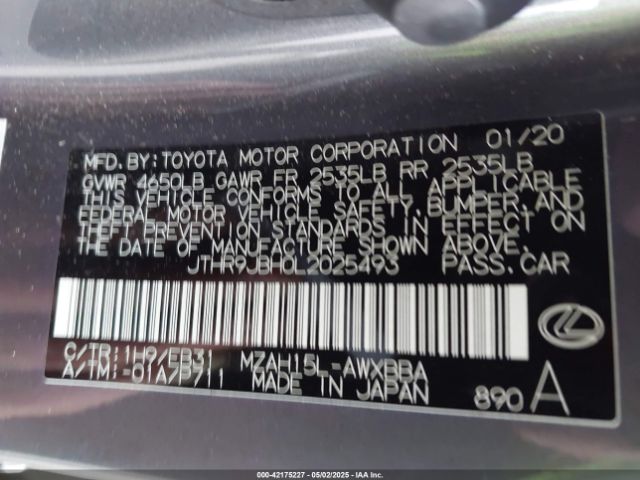 MFD. BY: TOYOTA MOTOR CORPORATION 01/20
GVWR 4650LB GAWR FR 2535LB RR 2535LB
THIS VEHICLE CONFORMS TO ALL APPLICABLE
FEDERAL MOTOR VEHICLE SAFETY, BUMPER, AND
THEFT PREVENTION STANDARDS IN EFFECT ON
THE DATE OF MANUFACTURE SHOWN ABOVE.
JTHR9JBH0L2025493 PASS. CAR
C/TR: 1H9/EB31 MZAH15L-AWXBBA
A/TM: -01A/P711 MADE IN JAPAN 890 A
000-42175227 - 05/02/2025 - IAAI.COM